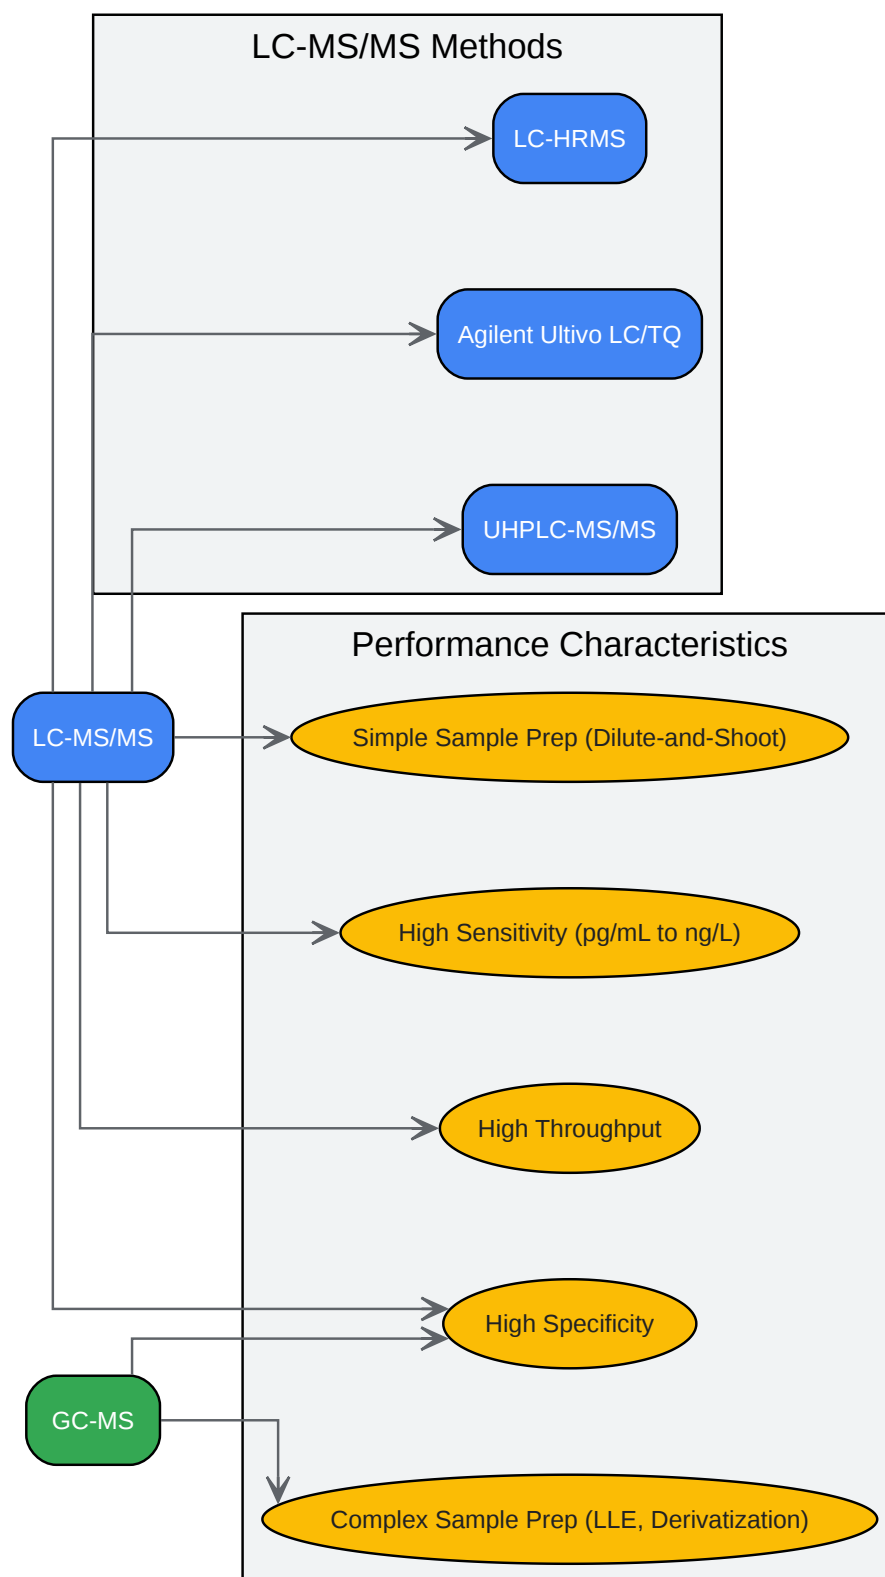 LC-MS/MS Methods
LC-HRMS
Agilent Ultivo LC/TQ
UHPLC-MS/MS
Performance Characteristics
LC-MS/MS
Simple Sample Prep (Dilute-and-Shoot)
High Sensitivity (pg/mL to ng/L)
High Throughput
High Specificity
GC-MS
Complex Sample Prep (LLE, Derivatization)